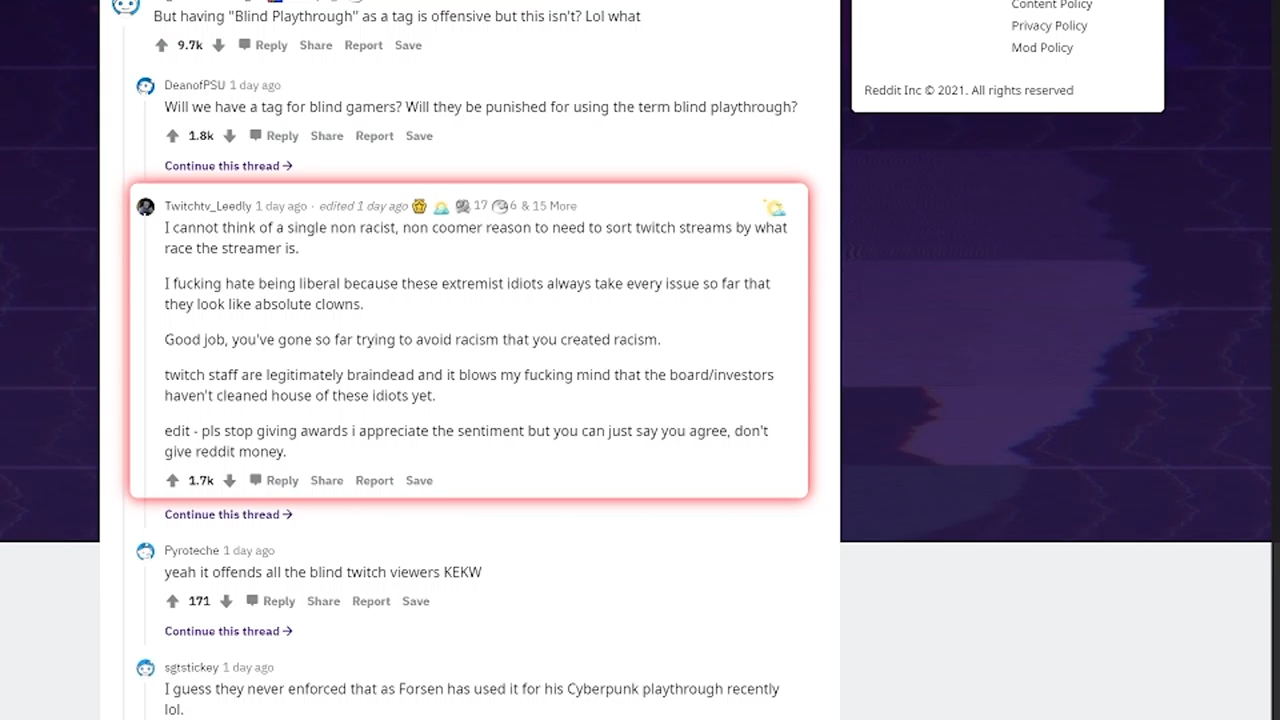 Content Policy
But having "Blind Playthrough" as a tag is offensive but this isn't? Lol what
Privacy Policy
9.7k Reply Share Report Save
Mod Policy
DeanofPSU 1 day ago
Reddit Inc © 2021. All rights reserved
Will we have a tag for blind gamers? Will they be punished for using the term blind playthrough?
1.8k Reply Share Report Save
Continue this thread →
Twitchtv_Leedly 1 day ago · edited 1 day ago 17 6 & 15 More
I cannot think of a single non racist, non coomer reason to need to sort twitch streams by what
race the streamer is.
I fucking hate being liberal because these extremist idiots always take every issue so far that
they look like absolute clowns.
Good job, you've gone so far trying to avoid racism that you created racism.
twitch staff are legitimately braindead and it blows my fucking mind that the board/investors
haven't cleaned house of these idiots yet.
edit - pls stop giving awards i appreciate the sentiment but you can just say you agree, don't
give reddit money.
1.7k Reply Share Report Save
Continue this thread →
Pyroteche 1 day ago
yeah it offends all the blind twitch viewers KEKW
171 Reply Share Report Save
Continue this thread →
sgtstickey 1 day ago
I guess they never enforced that as Forsen has used it for his Cyberpunk playthrough recently
lol.